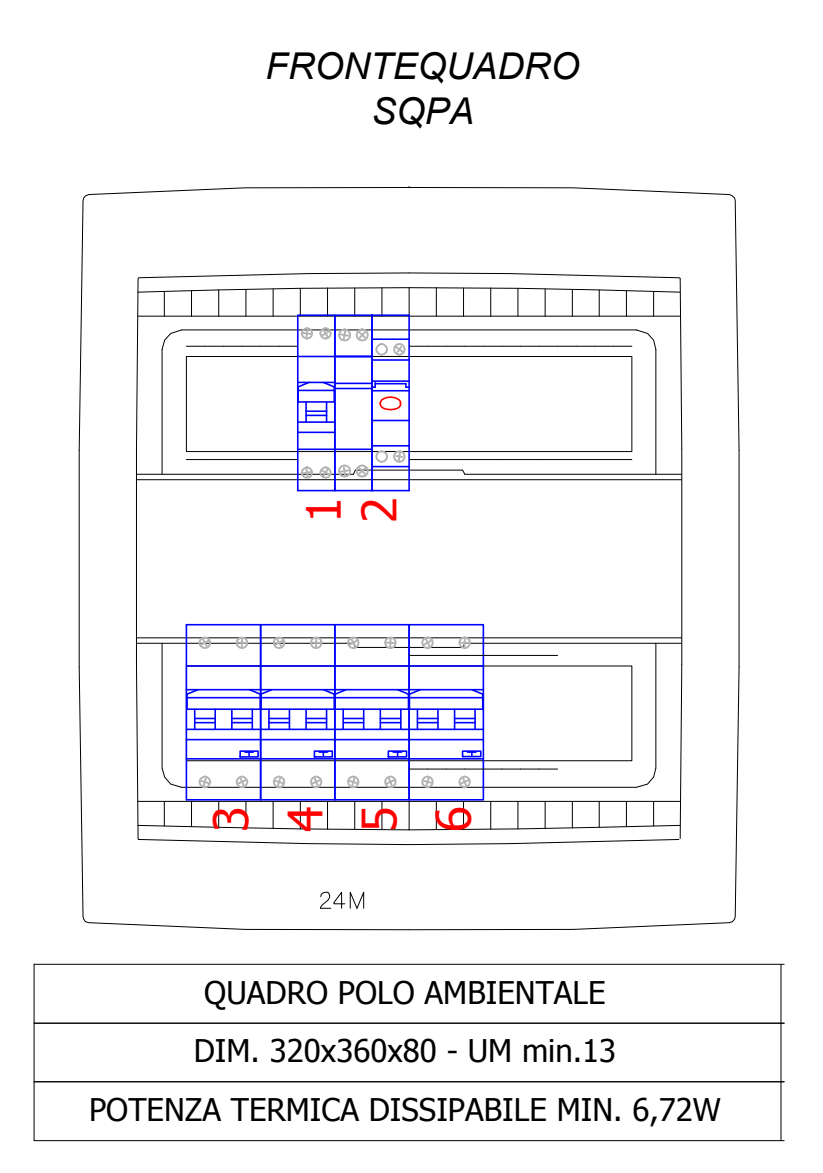 FRONTEQUADRO
SQPA
1 2
3 4 5 6
24M
QUADRO POLO AMBIENTALE
DIM. 320x360x80 - UM min.13
POTENZA TERMICA DISSIPABILE MIN. 6,72W